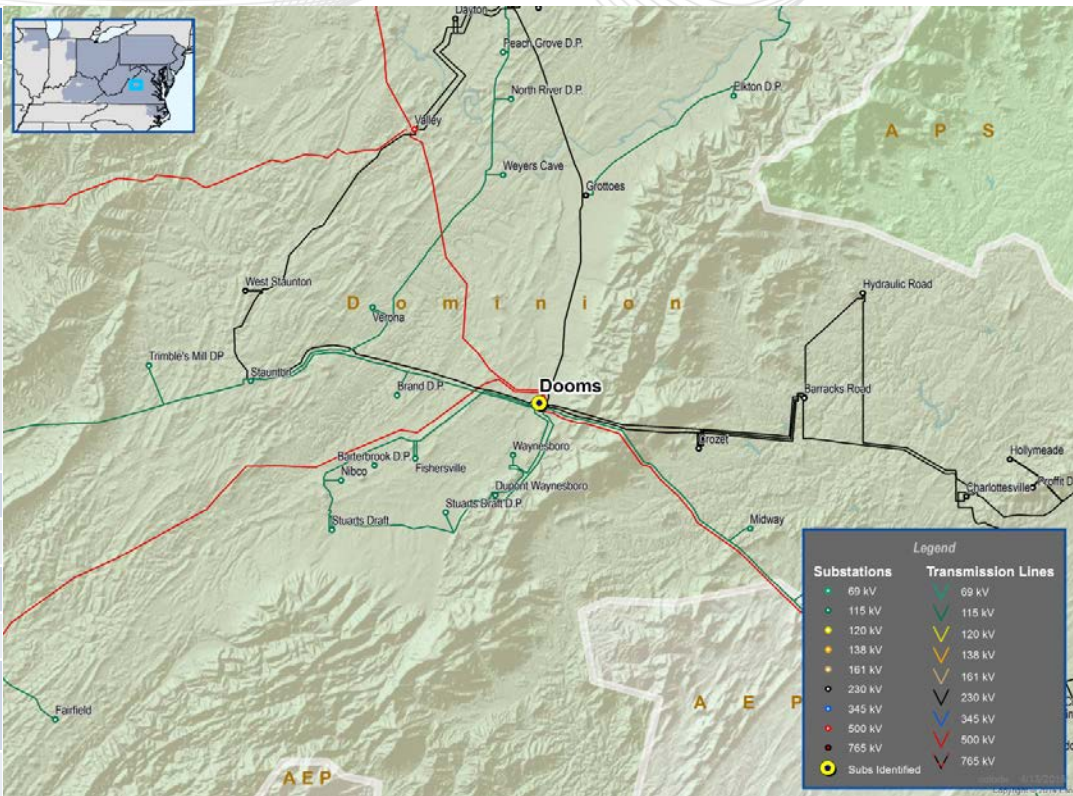 Dayton
Peach Grove D.P.
North River D.P.
Elkton D.P.
Valley
A P S
Weyers Cave
Grottoes
West Staunton
Hydraulic Road
Dominion
Verona
Trimble's Mill DP
Staunton
Brand D.P.
Dooms
Barracks Road
Crozet
Waynesboro
Barterbrook D.P.
Fishersville
Nibco
Hollymeade
Proffit D
Charlottesville
Dupont Waynesboro
Stuarts Draft D.P.
Stuarts Draft
Midway
Fairfield
A E P
AEP
Legend
Substations Transmission Lines
69 kV 69 kV
115 kV 115 kV
120 kV 120 kV
138 kV 138 kV
161 kV 161 kV
230 kV 230 kV
345 kV 345 kV
500 kV 500 kV
765 kV 765 kV
Subs Identified